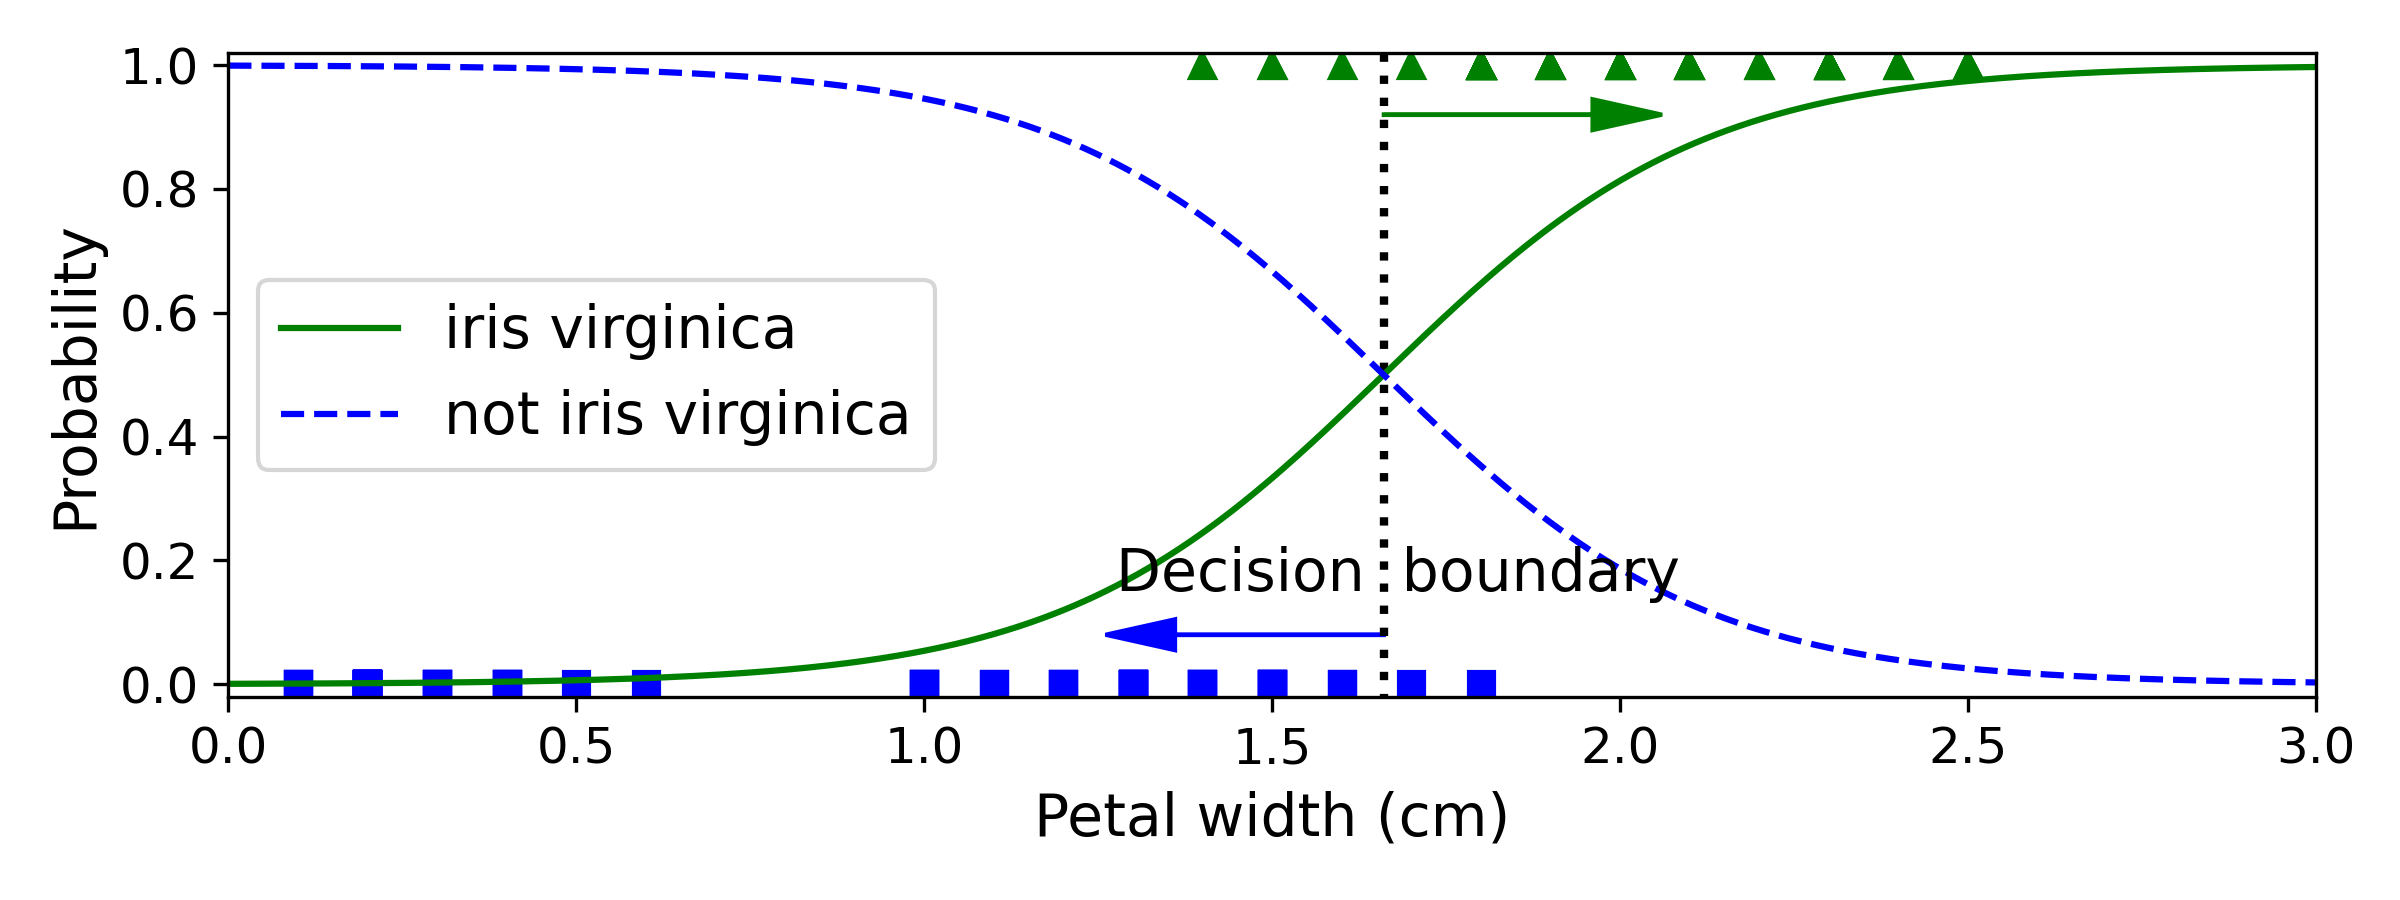 Probability
1.0
0.8
0.6
0.4
0.2
0.0
iris virginica
not iris virginica
Decision boundary
0.0 0.5 1.0 1.5 2.0 2.5 3.0
Petal width (cm)